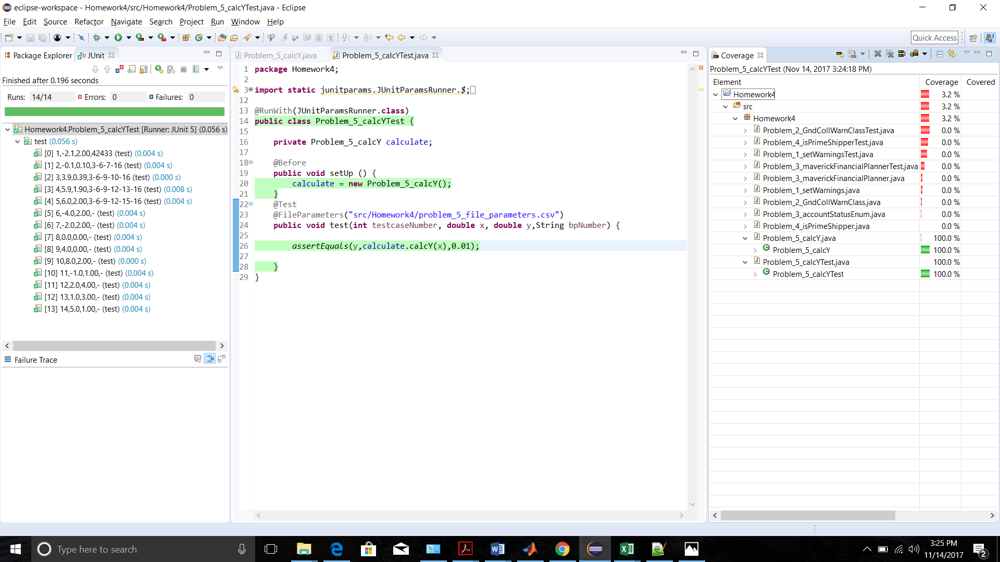 eclipse-workspace - Homework4/src/Homework4/Problem_5_calcYTest.java - Eclipse
File Edit Source Refactor Navigate Search Project Run Window Help
Quick Access
Package Explorer JUnit
Finished after 0.196 seconds
Runs: 14/14 Errors: 0 Failures: 0
Homework4.Problem_5_calcYTest [Runner: JUnit 5] (0.056 s)
test (0.056 s)
[0] 1,-2.1,2.00,42433 (test) (0.004 s)
[1] 2,-0.1,0.10,3-6-7-16 (test) (0.004 s)
[2] 3,3.9,0.39,3-6-9-10-16 (test) (0.000 s)
[3] 4,5.9,1.90,3-6-9-12-13-16 (test) (0.008 s)
[4] 5,6.0,2.00,3-6-9-12-15-16 (test) (0.004 s)
[5] 6,-4.0,2.00,- (test) (0.004 s)
[6] 7,-2.0,2.00,- (test) (0.004 s)
[7] 8,0.0,0.00,- (test) (0.004 s)
[8] 9,4.0,0.00,- (test) (0.004 s)
[9] 10,8.0,2.00,- (test) (0.000 s)
[10] 11,-1.0,1.00,- (test) (0.004 s)
[11] 12,2.0,4.00,- (test) (0.004 s)
[12] 13,1.0,3.00,- (test) (0.004 s)
[13] 14,5.0,1.00,- (test) (0.004 s)
Failure Trace
Problem_5_calcY.java Problem_5_calcYTest.java
1 package Homework4;
2
3 import static junitparams.JUnitParamsRunner.$;
12
13 @RunWith(JUnitParamsRunner.class)
14 public class Problem_5_calcYTest {
15
16 private Problem_5_calcY calculate;
17
18 @Before
19 public void setUp () {
20 calculate = new Problem_5_calcY();
21 }
22 @Test
23 @FileParameters("src/Homework4/problem_5_file_parameters.csv")
24 public void test(int testcaseNumber, double x, double y,String bpNumber) {
25
26 assertEquals(y,calculate.calcY(x),0.01);
27
28 }
29 }
Coverage
Problem_5_calcYTest (Nov 14, 2017 3:24:18 PM)
Element Coverage Covered
Homework4 3.2 %
src 3.2 %
Homework4 3.2 %
Problem_2_GndCollWarnClassTest.java 0.0 %
Problem_4_isPrimeShipperTest.java 0.0 %
Problem_1_setWarningsTest.java 0.0 %
Problem_3_maverickFinancialPlannerTest.java 0.0 %
Problem_3_maverickFinancialPlanner.java 0.0 %
Problem_1_setWarnings.java 0.0 %
Problem_2_GndCollWarnClass.java 0.0 %
Problem_3_accountStatusEnum.java 0.0 %
Problem_4_isPrimeShipper.java 0.0 %
Problem_5_calcY.java 100.0 %
Problem_5_calcY 100.0 %
Problem_5_calcYTest.java 100.0 %
Problem_5_calcYTest 100.0 %
Type here to search
3:25 PM
11/14/2017
2